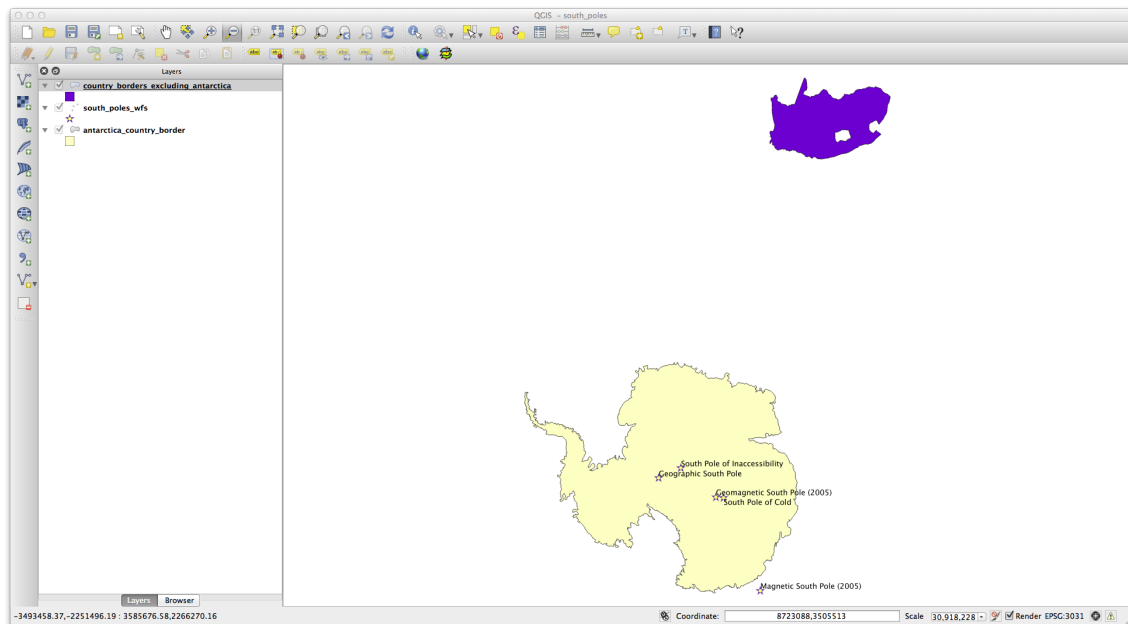 QGIS - south_poles
Layers
country_borders_excluding_antarctica
south_poles_wfs
antarctica_country_border
South Pole of Inaccessibility
Geographic South Pole
Geomagnetic South Pole (2005)
South Pole of Cold
Magnetic South Pole (2005)
Layers Browser
-3493458.37,-2251496.19 : 3585676.58,2266270.16 Coordinate: 8723088,3505513 Scale 30,918,228 Render EPSG:3031